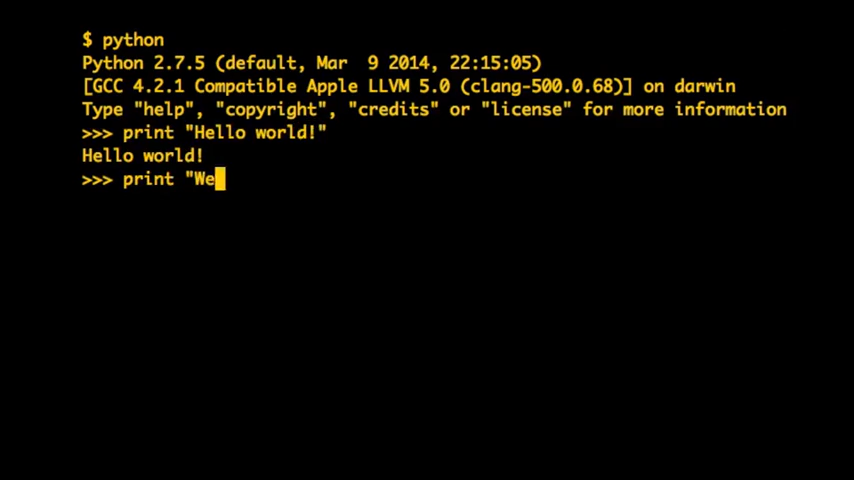 $ python
Python 2.7.5 (default, Mar  9 2014, 22:15:05)
[GCC 4.2.1 Compatible Apple LLVM 5.0 (clang-500.0.68)] on darwin
Type "help", "copyright", "credits" or "license" for more information
>>> print "Hello world!"
Hello world!
>>> print "We